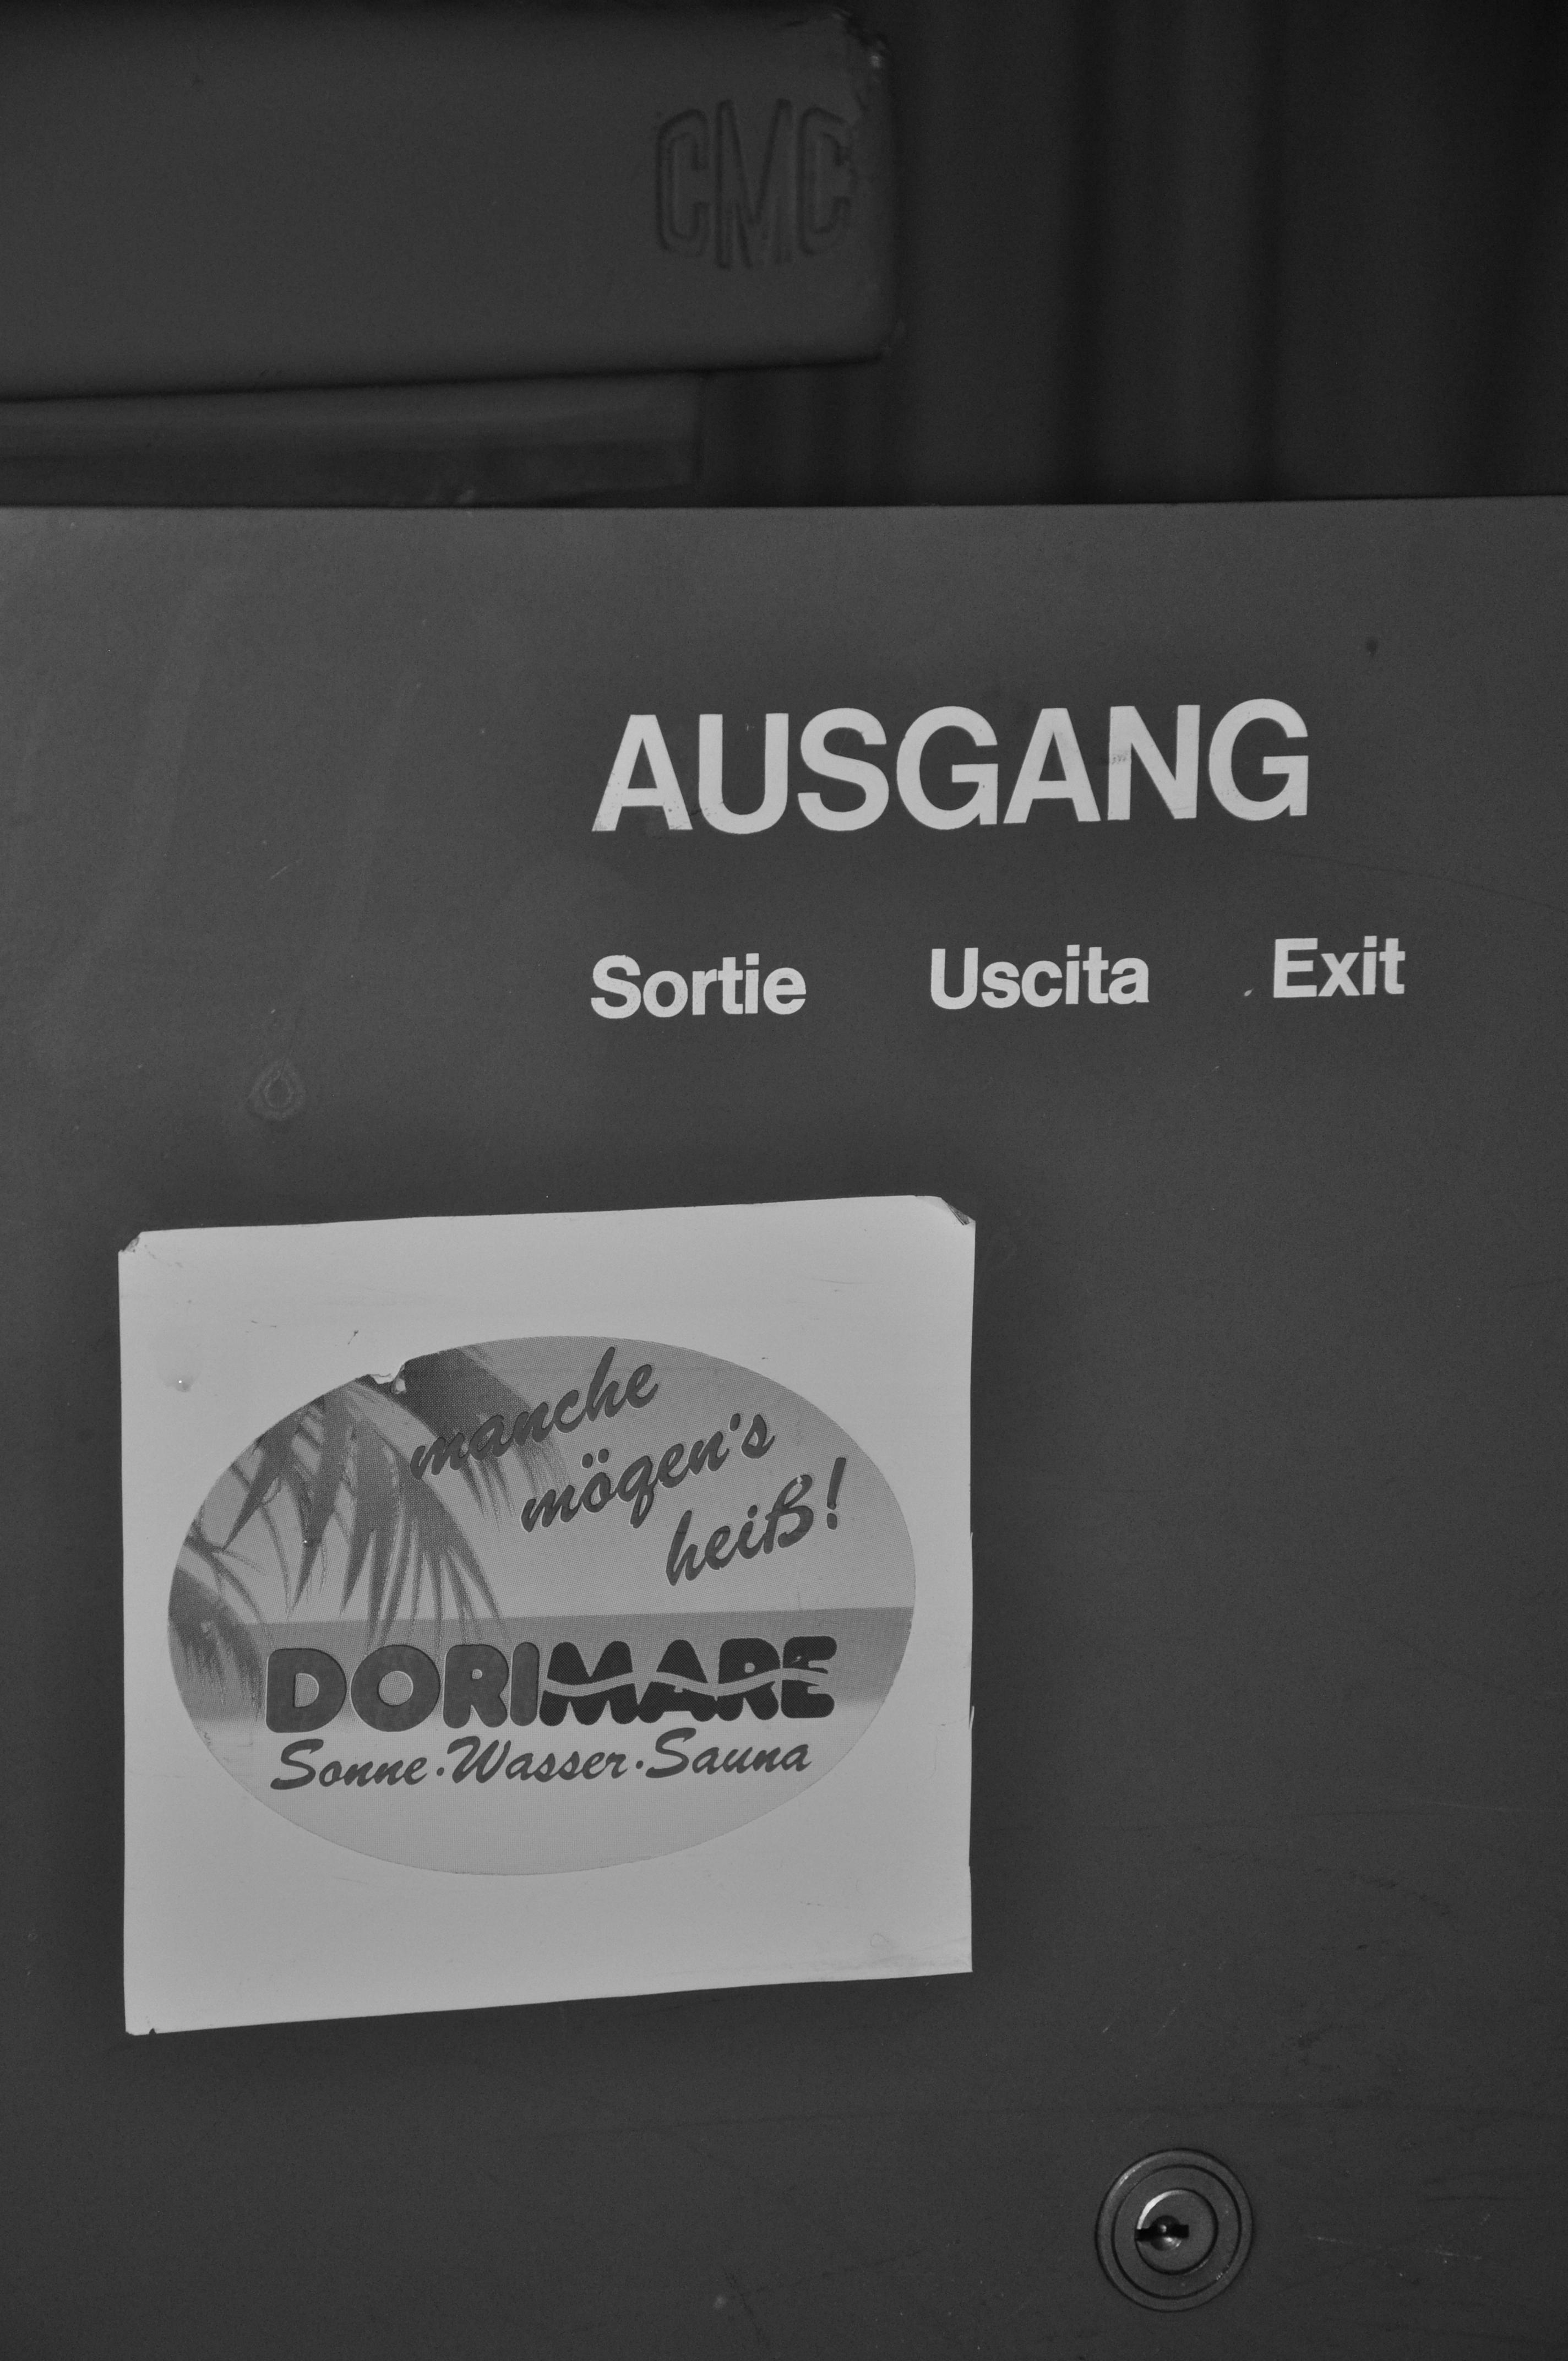 CMC
AUSGANG
Sortie Uscita Exit
manche
mögen's
heiß!
DORIMARE
Sonne·Wasser·Sauna